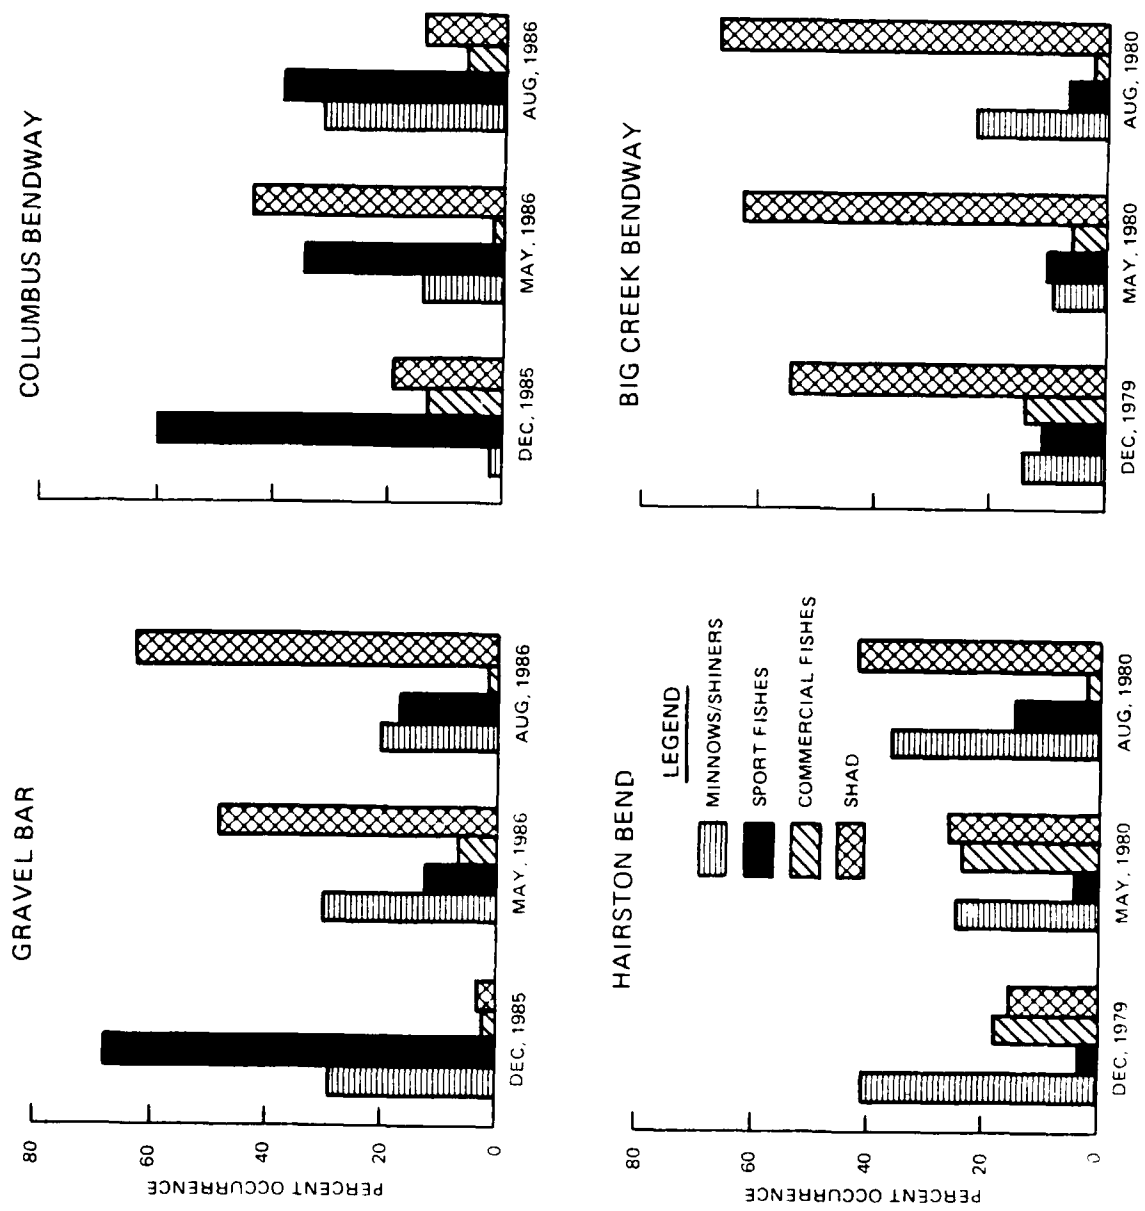 GRAVEL BAR
PERCENT OCCURRENCE
80
60
40
20
0
DEC, 1985
MAY, 1986
AUG, 1986
COLUMBUS BENDWAY
DEC, 1985
MAY, 1986
AUG, 1986
HAIRSTON BEND
PERCENT OCCURRENCE
80
60
40
20
0
DEC, 1979
MAY, 1980
AUG, 1980
LEGEND
MINNOWS/SHINERS
SPORT FISHES
COMMERCIAL FISHES
SHAD
BIG CREEK BENDWAY
DEC, 1979
MAY, 1980
AUG, 1980